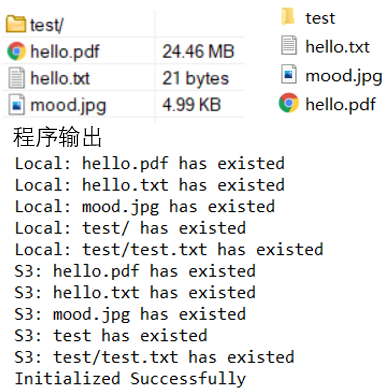 test/
hello.pdf 24.46 MB
hello.txt 21 bytes
mood.jpg 4.99 KB
test
hello.txt
mood.jpg
hello.pdf
程序输出
Local: hello.pdf has existed
Local: hello.txt has existed
Local: mood.jpg has existed
Local: test/ has existed
Local: test/test.txt has existed
S3: hello.pdf has existed
S3: hello.txt has existed
S3: mood.jpg has existed
S3: test has existed
S3: test/test.txt has existed
Initialized Successfully